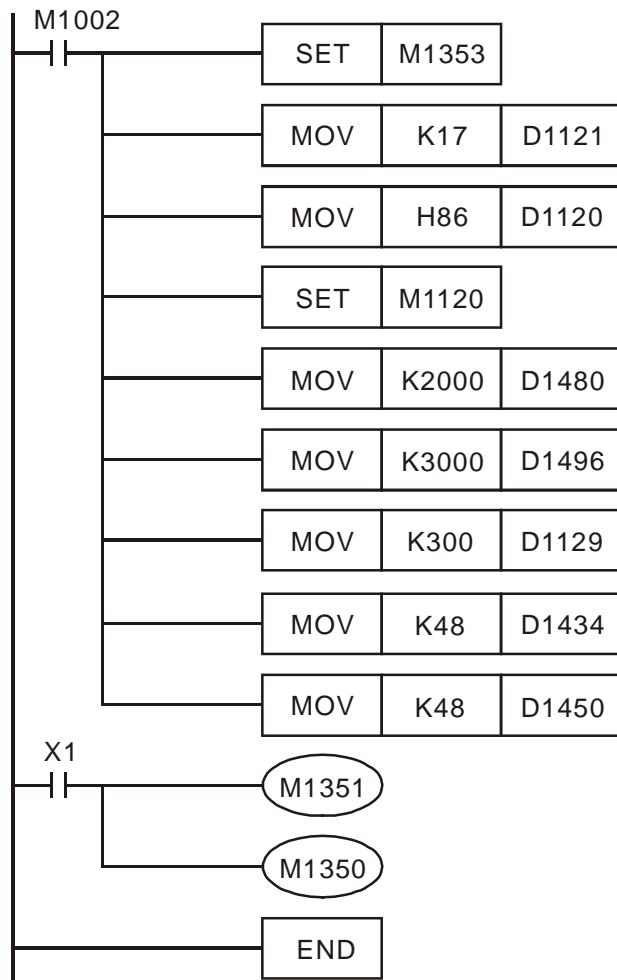 M1002
SET M1353
MOV K17 D1121
MOV H86 D1120
SET M1120
MOV K2000 D1480
MOV K3000 D1496
MOV K300 D1129
MOV K48 D1434
MOV K48 D1450
X1
M1351
M1350
END